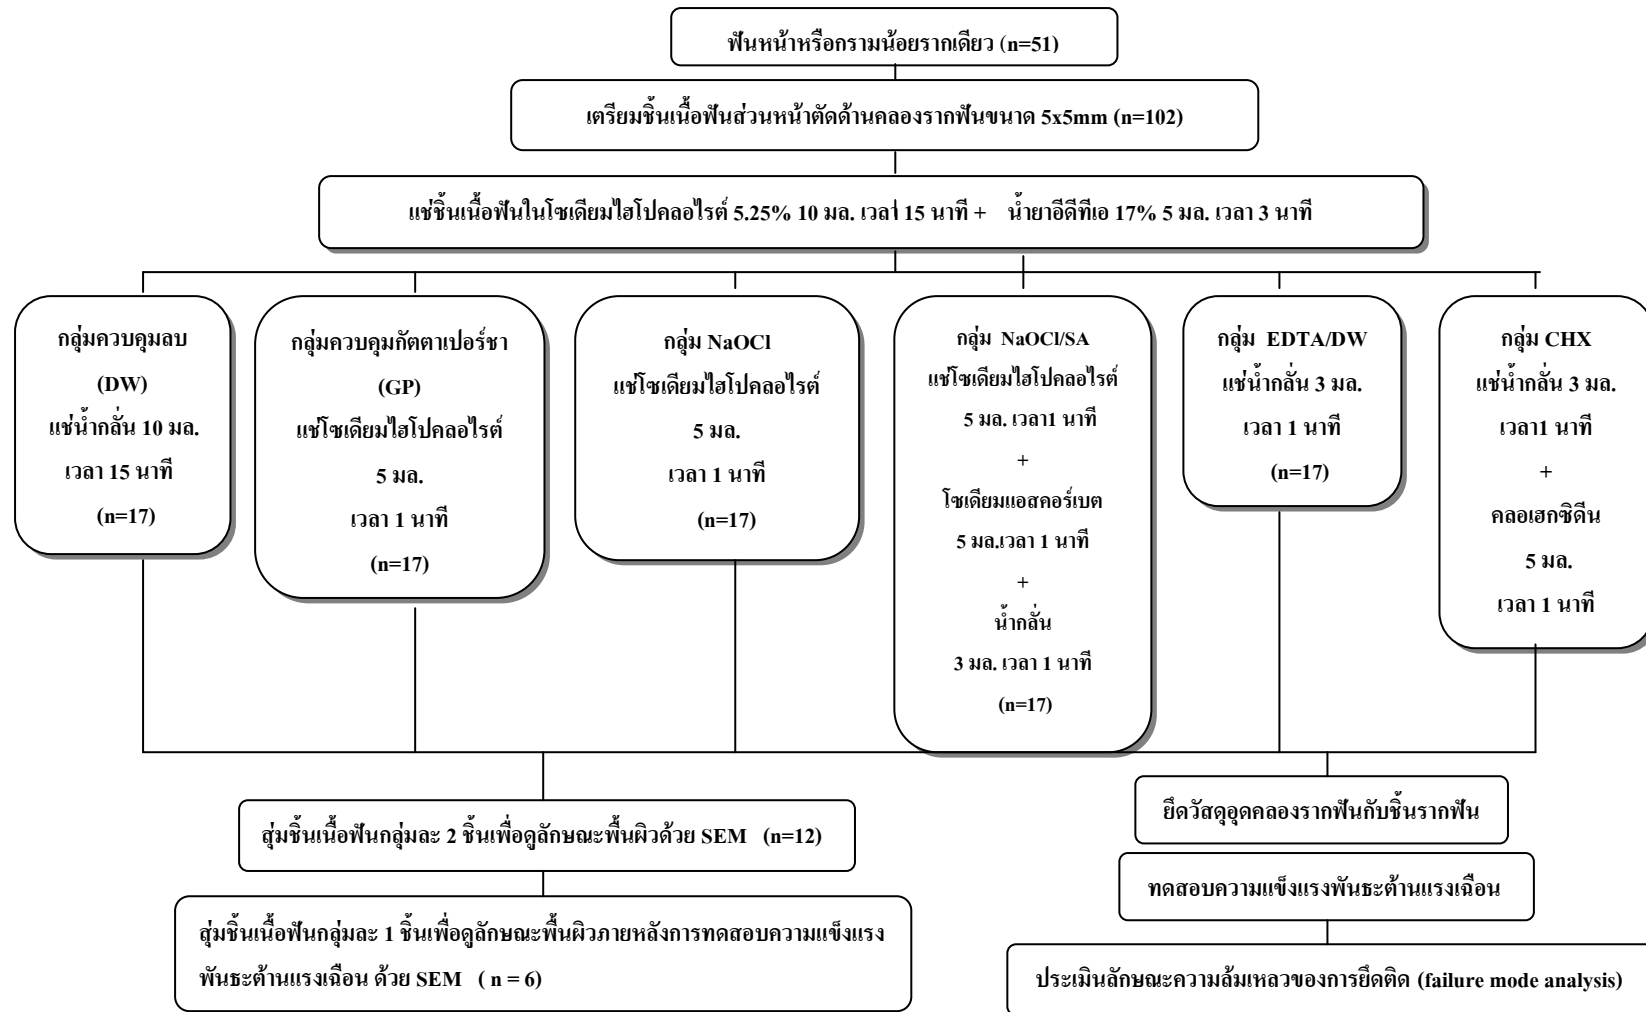 ฟันหน้าหรือกรามน้อยรากเดียว (n=51)
เตรียมชิ้นเนื้อฟันส่วนหน้าตัดด้านคลองรากฟันขนาด 5x5mm (n=102)
แช่ชิ้นเนื้อฟันในโซเดียมไฮโปคลอไรต์ 5.25% 10 มล. เวลา 15 นาที + น้ำยาอีดีทีเอ 17% 5 มล. เวลา 3 นาที
กลุ่มควบคุมลบ
(DW)
แช่น้ำกลั่น 10 มล.
เวลา 15 นาที
(n=17)
กลุ่มควบคุมกัตตาเปอร์ชา
(GP)
แช่โซเดียมไฮโปคลอไรต์
5 มล.
เวลา 1 นาที
(n=17)
กลุ่ม NaOCl
แช่โซเดียมไฮโปคลอไรต์
5 มล.
เวลา 1 นาที
(n=17)
กลุ่ม NaOCl/SA
แช่โซเดียมไฮโปคลอไรต์
5 มล. เวลา1 นาที
+
โซเดียมแอสคอร์เบต
5 มล.เวลา 1 นาที
+
น้ำกลั่น
3 มล. เวลา 1 นาที
(n=17)
กลุ่ม EDTA/DW
แช่น้ำกลั่น 3 มล.
เวลา 1 นาที
(n=17)
กลุ่ม CHX
แช่น้ำกลั่น 3 มล.
เวลา1 นาที
+
คลอเฮกซิดีน
5 มล.
เวลา 1 นาที
สุ่มชิ้นเนื้อฟันกลุ่มละ 2 ชิ้นเพื่อดูลักษณะพื้นผิวด้วย SEM (n=12)
สุ่มชิ้นเนื้อฟันกลุ่มละ 1 ชิ้นเพื่อดูลักษณะพื้นผิวภายหลังการทดสอบความแข็งแรง
พันธะต้านแรงเฉือน ด้วย SEM ( n = 6)
ยึดวัสดุอุดคลองรากฟันกับชิ้นรากฟัน
ทดสอบความแข็งแรงพันธะต้านแรงเฉือน
ประเมินลักษณะความล้มเหลวของการยึดติด (failure mode analysis)